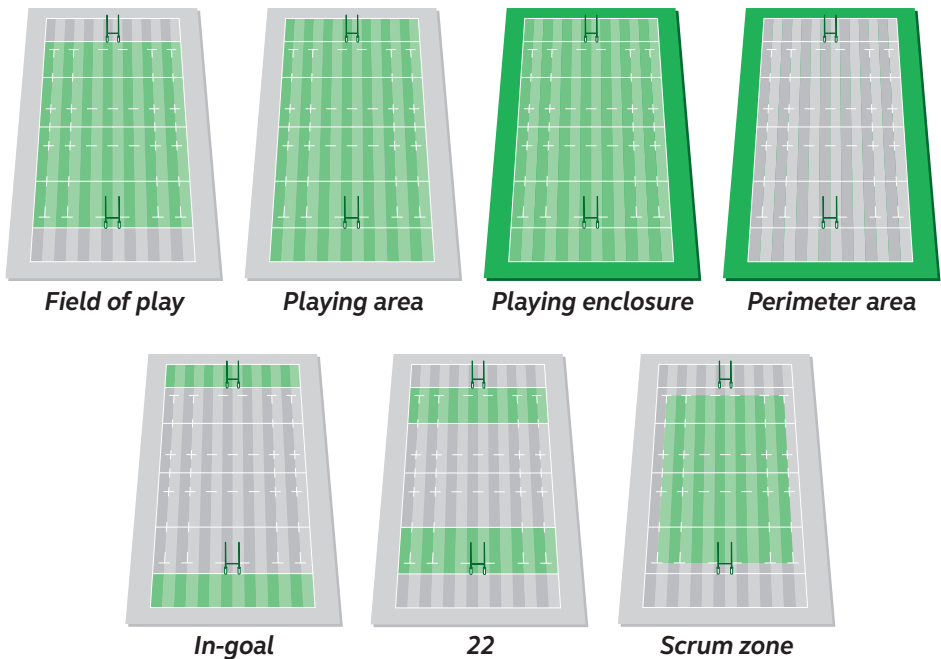 Field of play
Playing area
Playing enclosure
Perimeter area
In-goal
22
Scrum zone